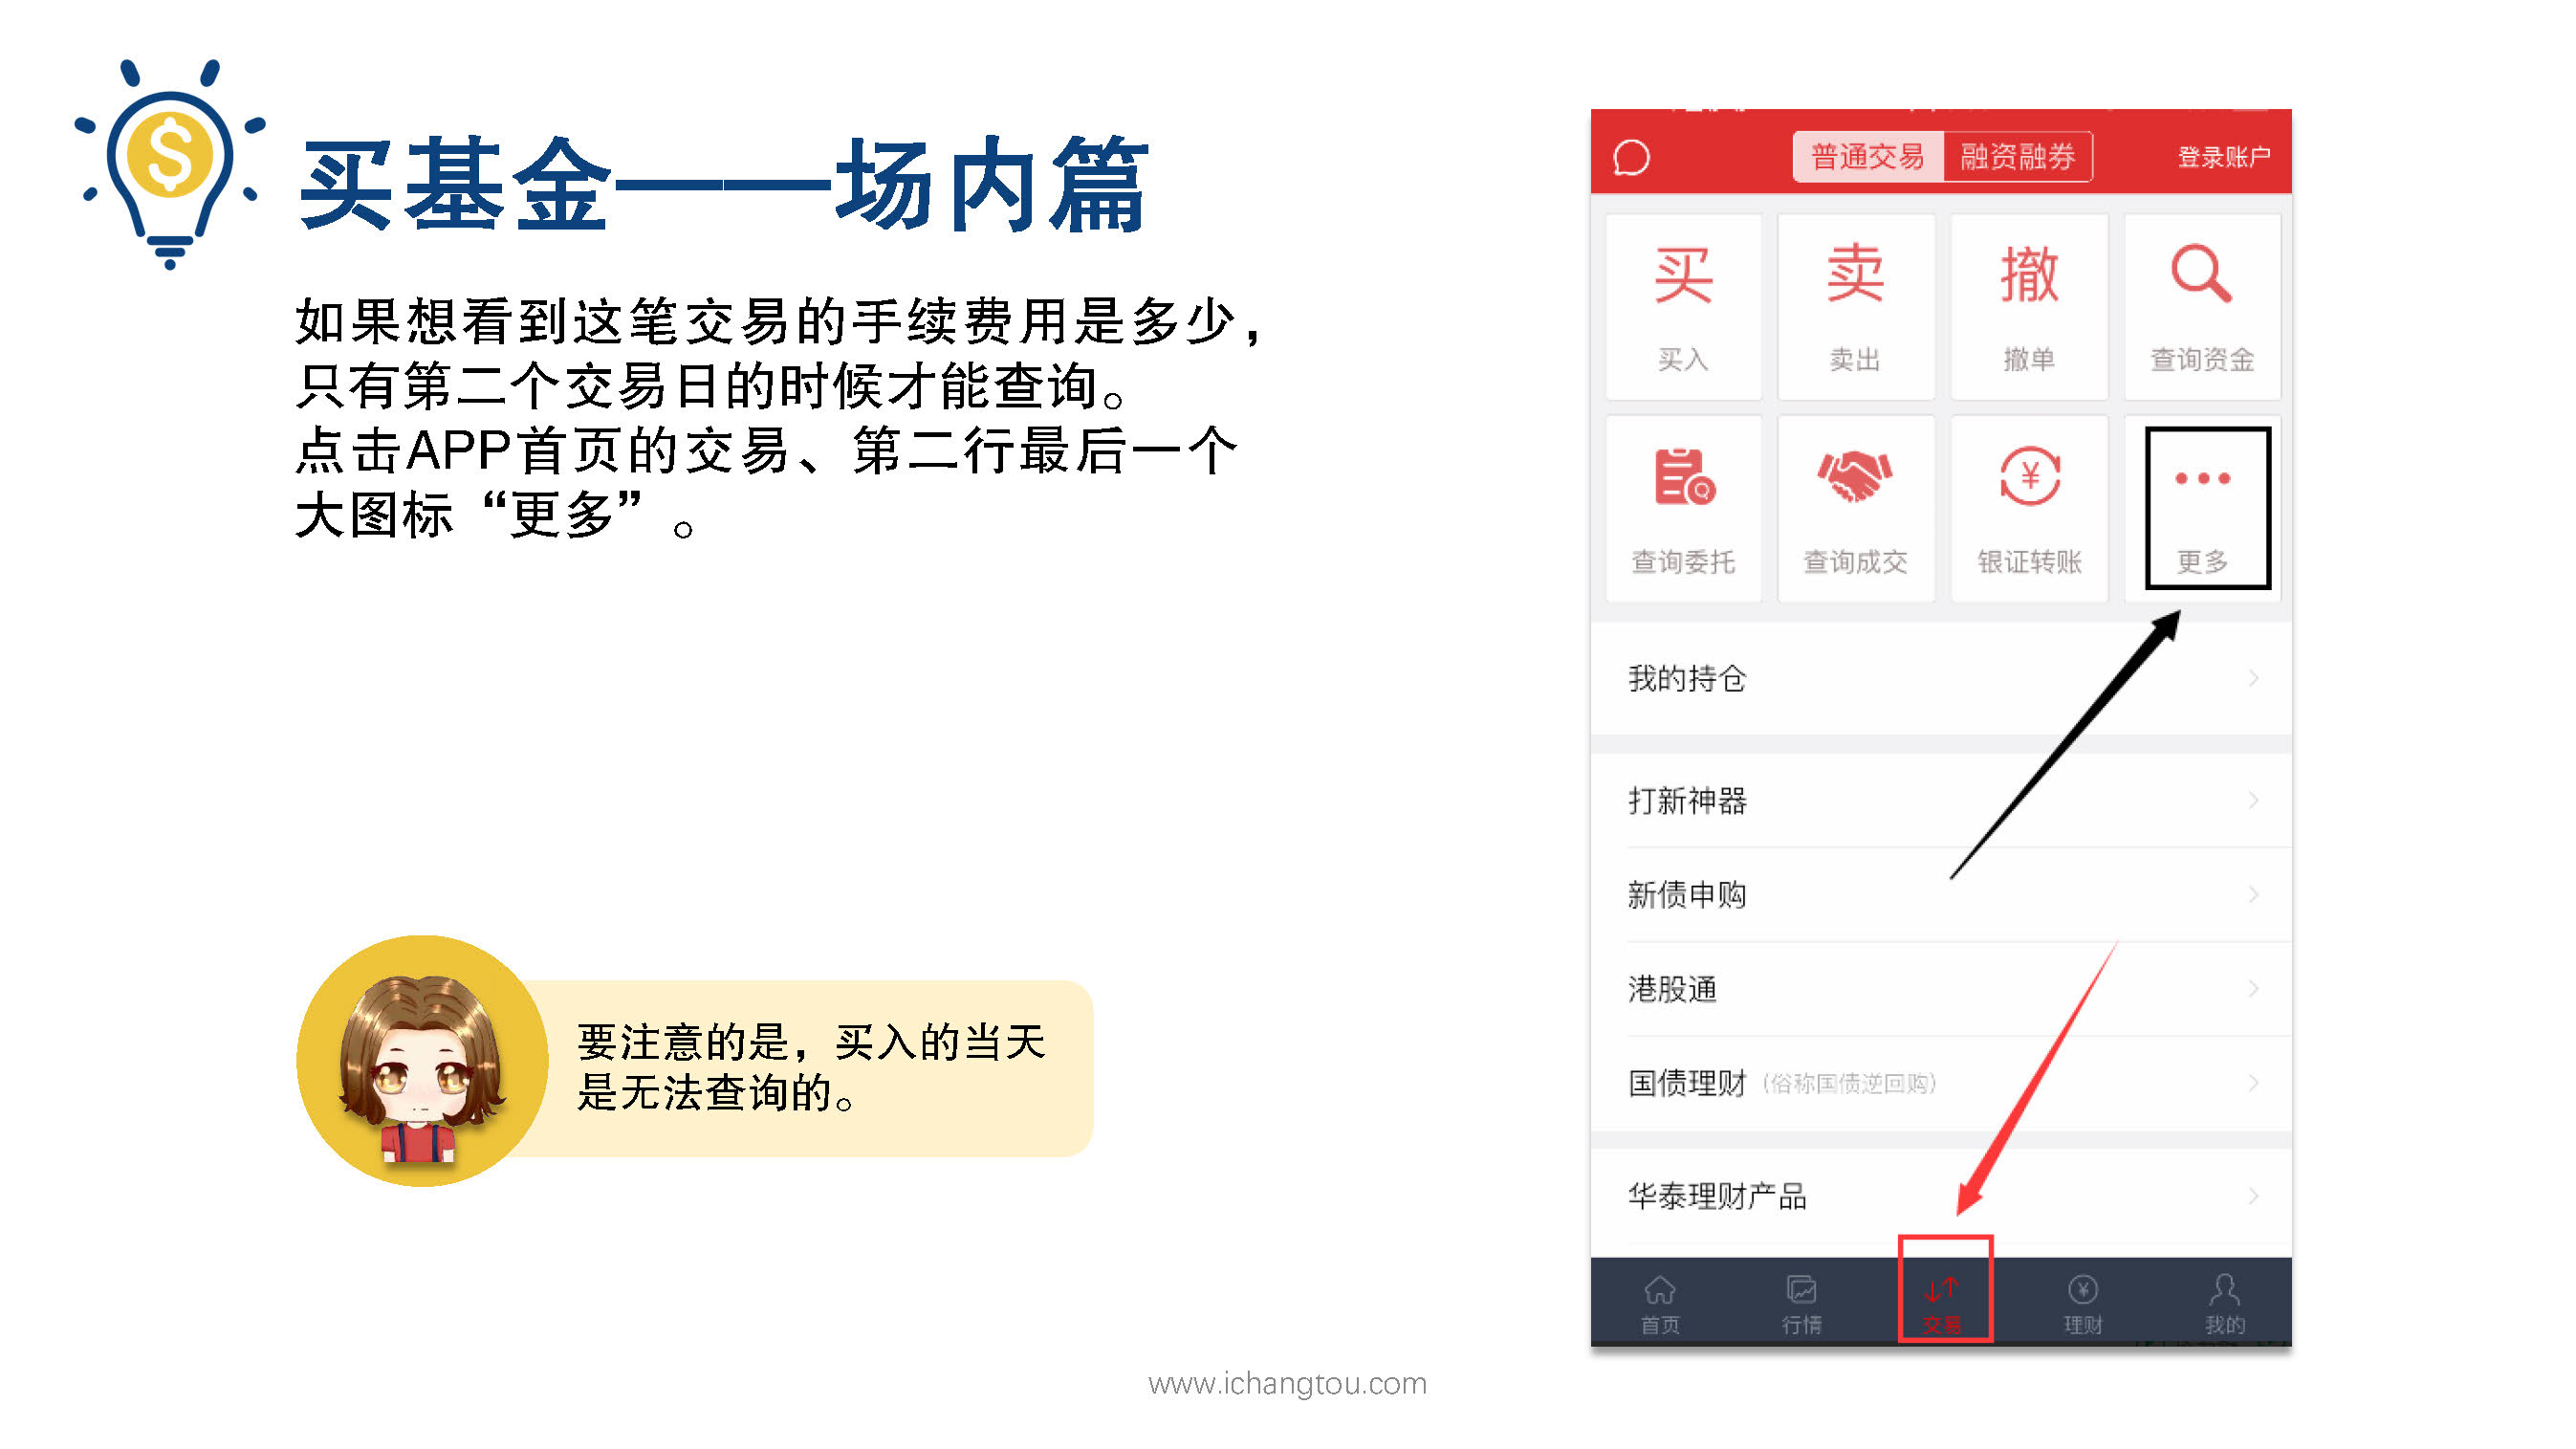 买基金——场内篇
如果想看到这笔交易的手续费用是多少，
只有第二个交易日的时候才能查询。
点击APP首页的交易、第二行最后一个
大图标“更多”。
要注意的是，买入的当天
是无法查询的。
普通交易 融资融券 登录账户
买 卖 撤
买入 卖出 撤单 查询资金
查询委托 查询成交 银证转账 更多
我的持仓
打新神器
新债申购
港股通
国债理财（俗称国债逆回购）
华泰理财产品
首页 行情 交易 理财 我的
www.ichangtou.com